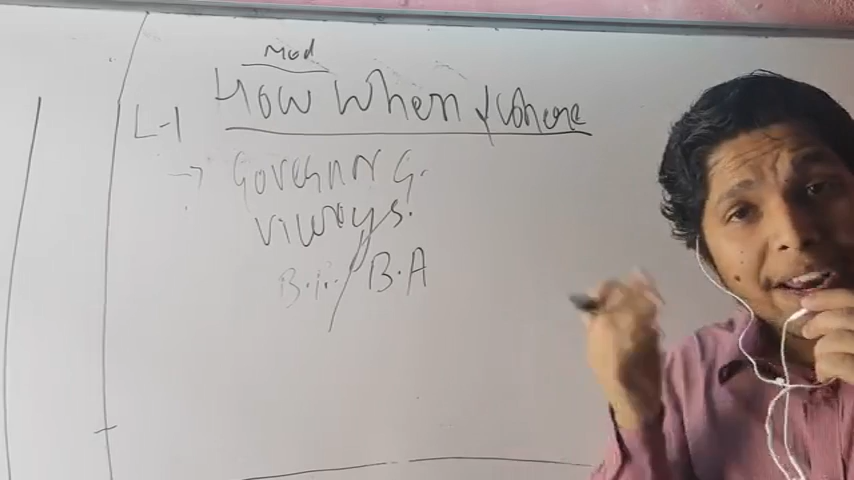 Mod
L-1 How When & Where
→ Governor G.
Viceroys.
B.I. / B.A